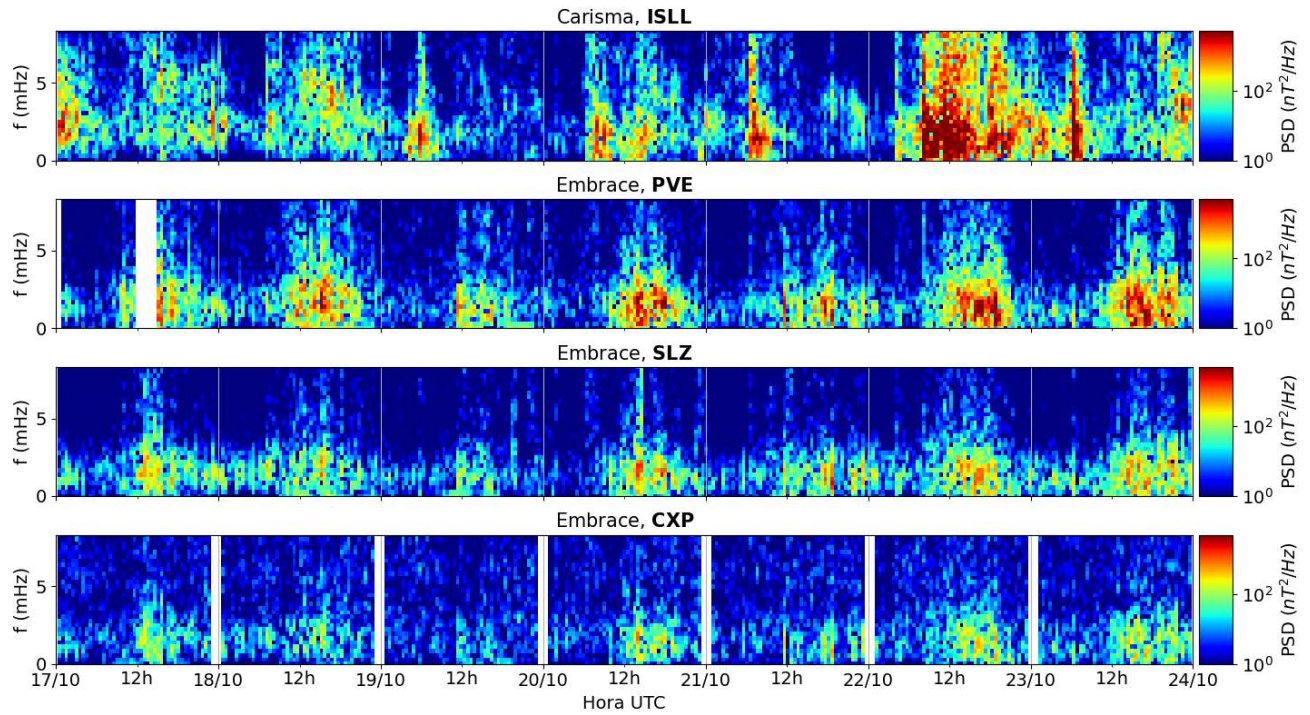 Carisma, ISLL
f (mHz)
5
0
PSD (nT²/Hz)
10²
10⁰
Embrace, PVE
f (mHz)
5
0
PSD (nT²/Hz)
10²
10⁰
Embrace, SLZ
f (mHz)
5
0
PSD (nT²/Hz)
10²
10⁰
Embrace, CXP
f (mHz)
5
0
PSD (nT²/Hz)
10²
10⁰
17/10 12h 18/10 12h 19/10 12h 20/10 12h 21/10 12h 22/10 12h 23/10 12h 24/10
Hora UTC